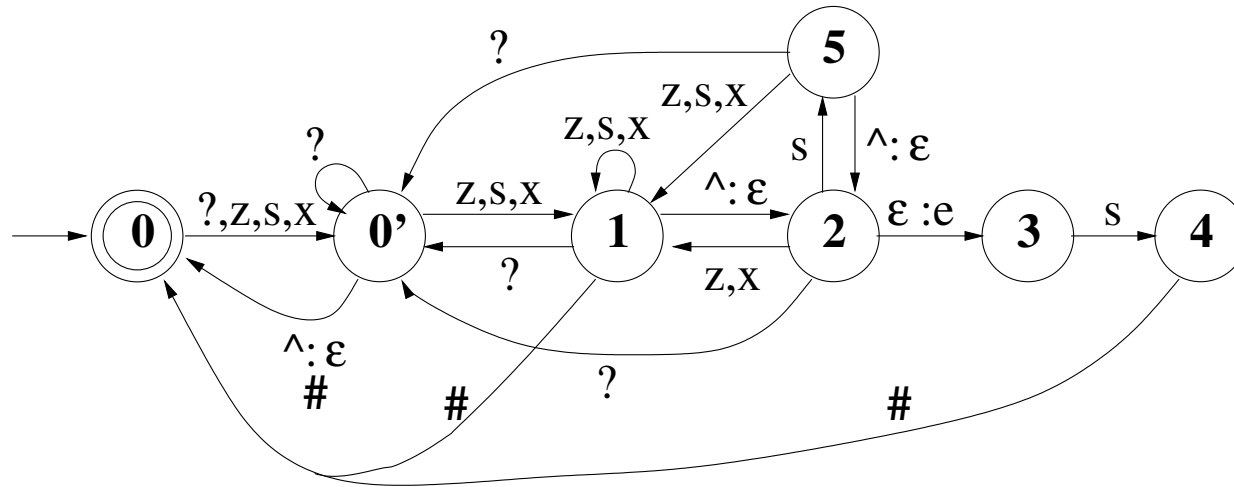 5
?
z,s,x
z,s,x
?
s
^: ε
?,z,s,x
z,s,x
^: ε
ε :e
s
0
0'
1
2
3
4
?
z,x
^: ε
#
?
#
#